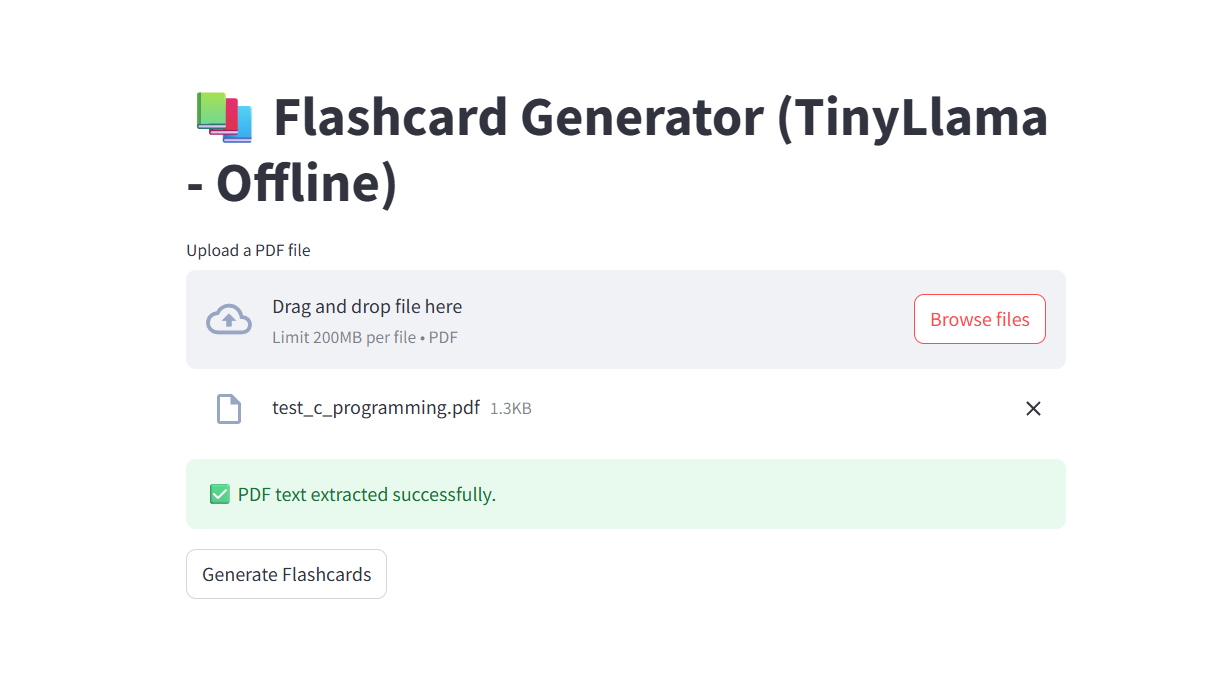 📚 Flashcard Generator (TinyLlama
- Offline)
Upload a PDF file
Drag and drop file here
Limit 200MB per file • PDF
Browse files
test_c_programming.pdf 1.3KB
✅ PDF text extracted successfully.
Generate Flashcards